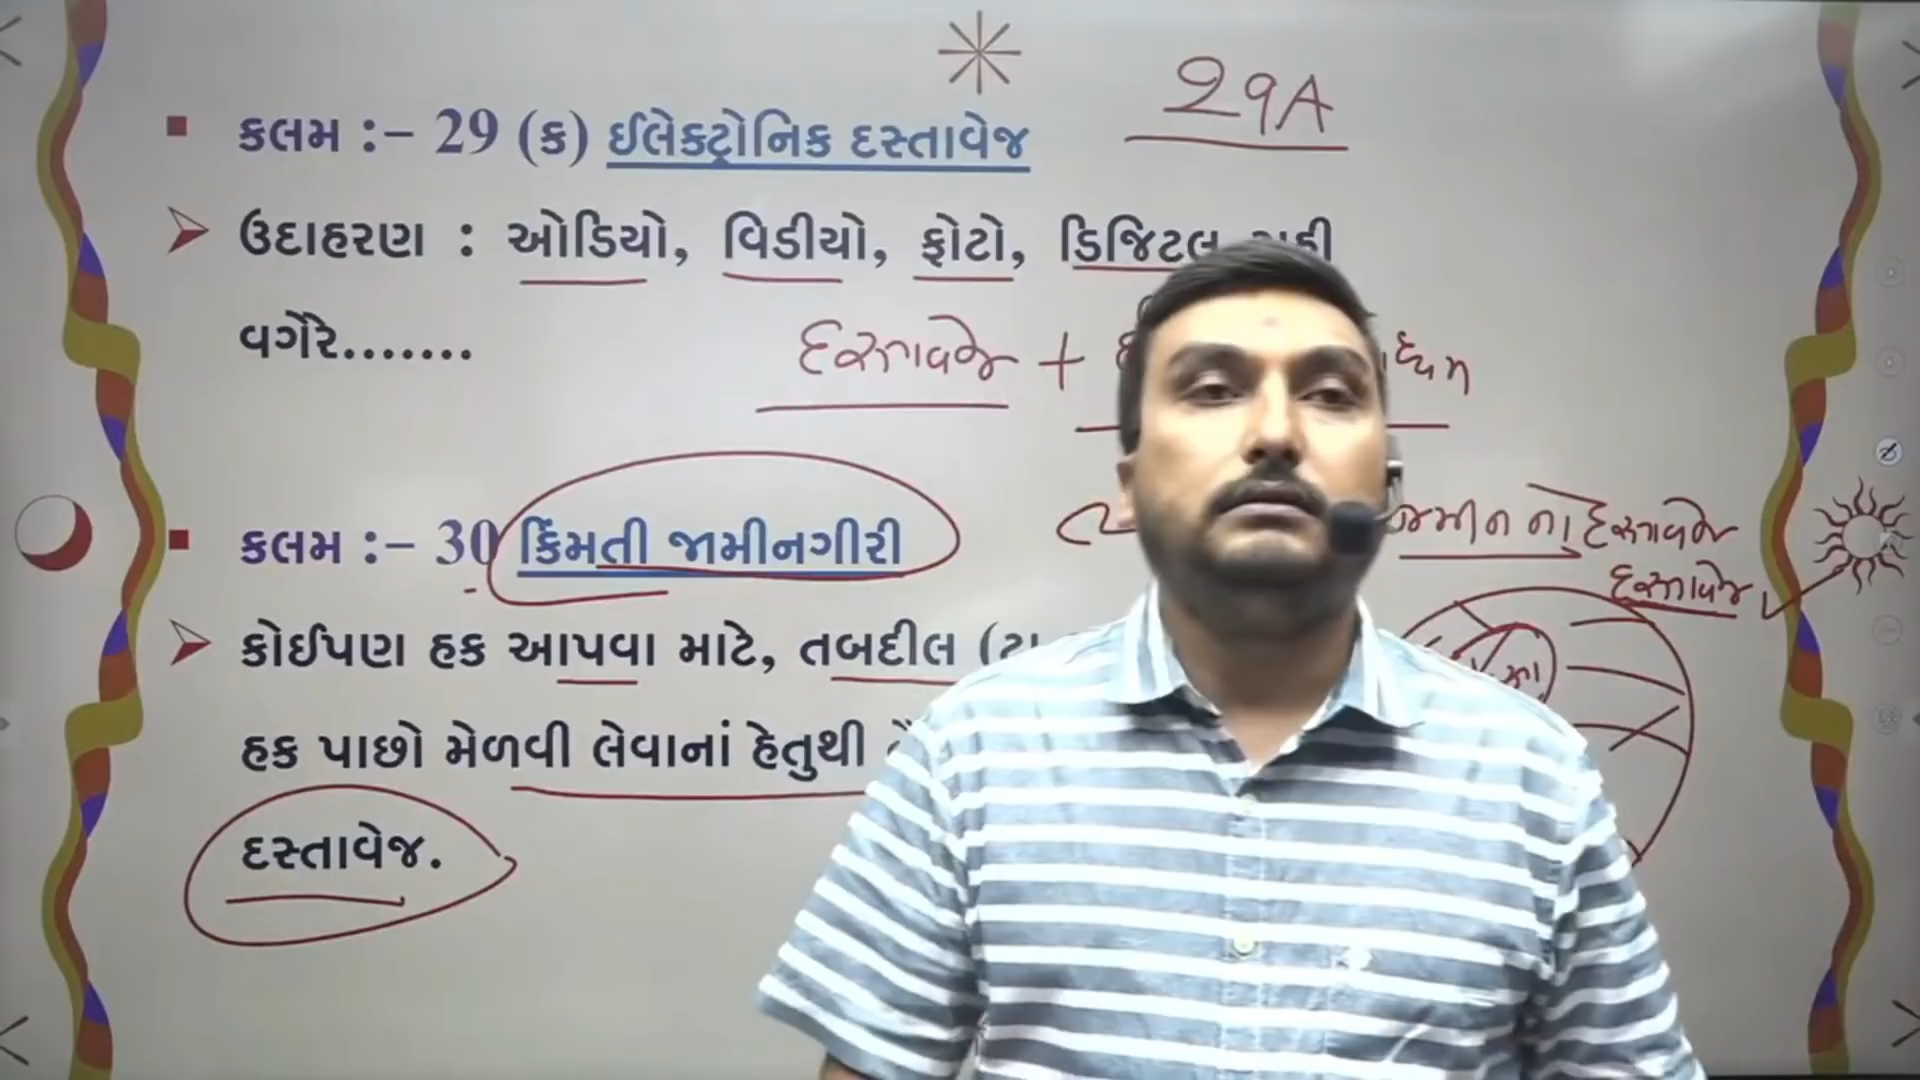 29A
કલમ :– 29 (ક) ઈલેક્ટ્રોનિક દસ્તાવેજ
ઉદાહરણ : ઓડિયો, વિડીયો, ફોટો, ડિજિટલ
વગેરે.......
દસ્તાવેજ +
કલમ :– 30 કિંમતી જામીનગીરી
જમીન નો દસ્તાવેજ
દસ્તાવેજ
કોઈપણ હક આપવા માટે, તબદીલ
હક પાછો મેળવી લેવાનાં હેતુથી
દસ્તાવેજ.